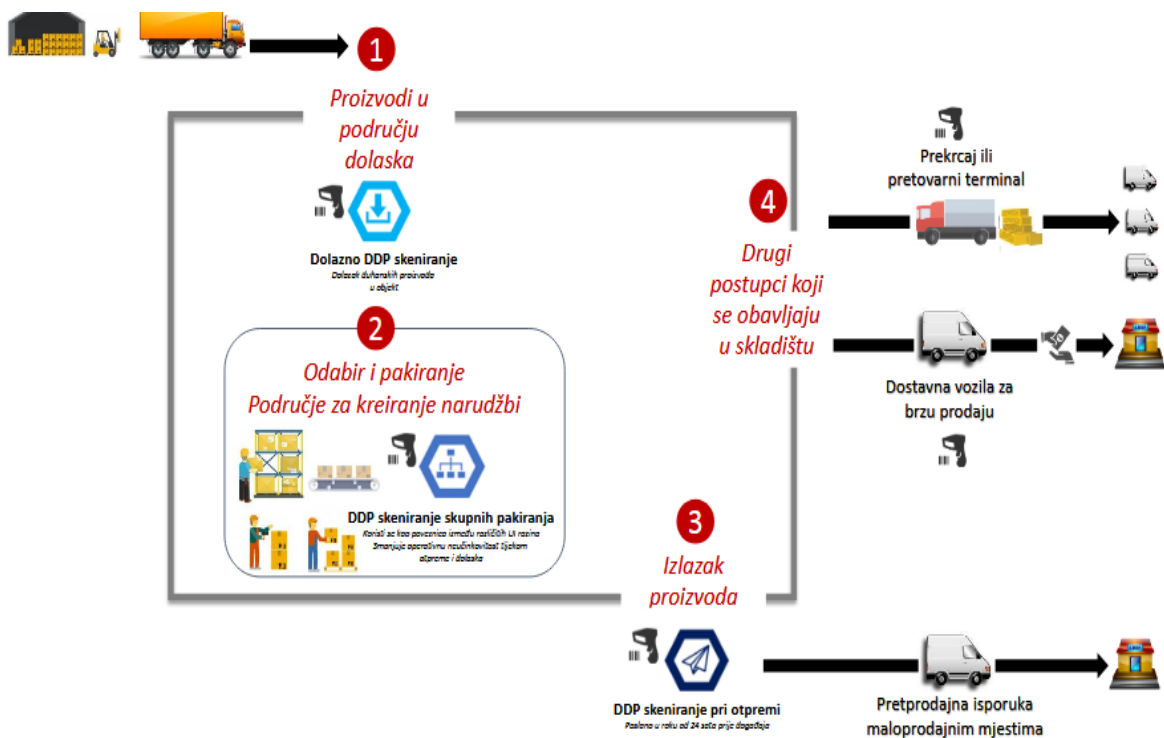 1
Proizvodi u
području
dolaska
Dolazno DDP skeniranje
Dolazak duhanskih proizvoda
u objekt
2
Odabir i pakiranje
Područje za kreiranje narudžbi
DDP skeniranje skupnih pakiranja
Koristi se kao poveznica između različitih UI razina
Smanjuje operativnu neučinkovitost tijekom
otpreme i dolaska
3
Izlazak
proizvoda
DDP skeniranje pri otpremi
Poslano u roku od 24 sata prije događaja
Pretprodajna isporuka
maloprodajnim mjestima
4
Drugi
postupci koji
se obavljaju
u skladištu
Prekrcaj ili
pretovarni terminal
Dostavna vozila za
brzu prodaju